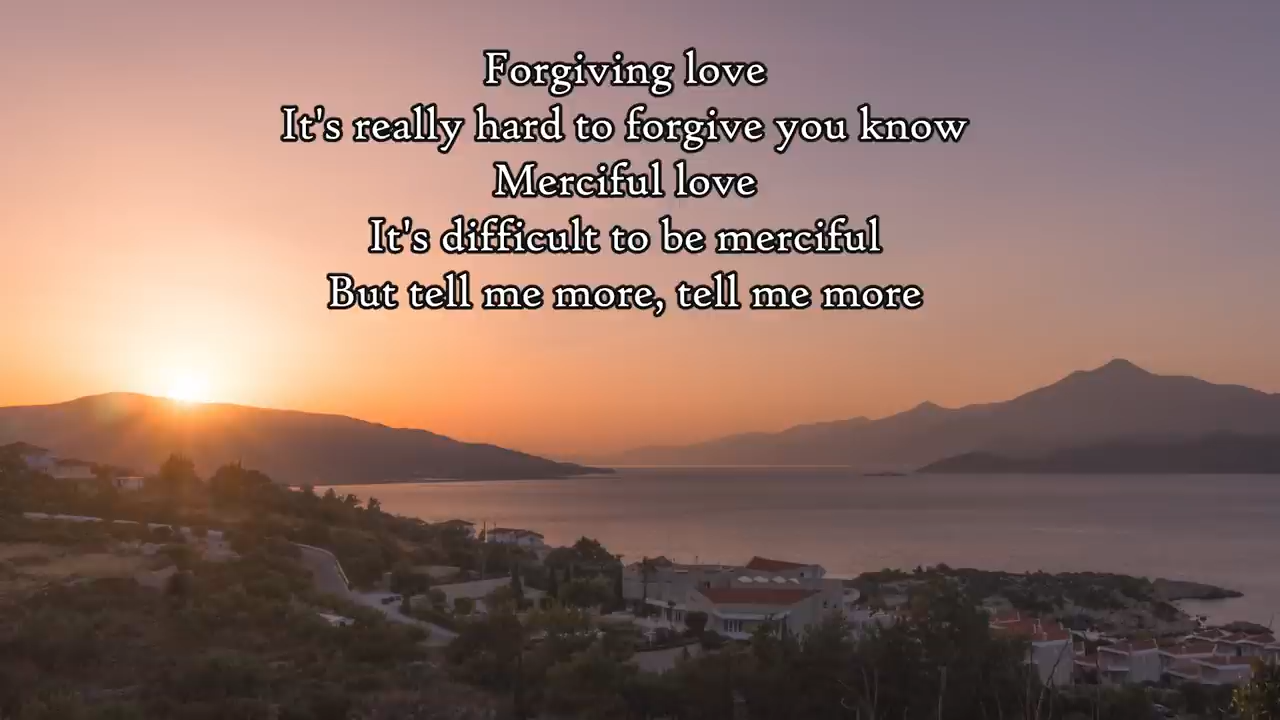 Forgiving love
It's really hard to forgive you know
Merciful love
It's difficult to be merciful
But tell me more, tell me more